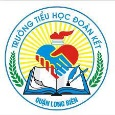 TRƯỜNG TIỂU HỌC ĐOÀN KẾT
QUẬN LONG BIÊN